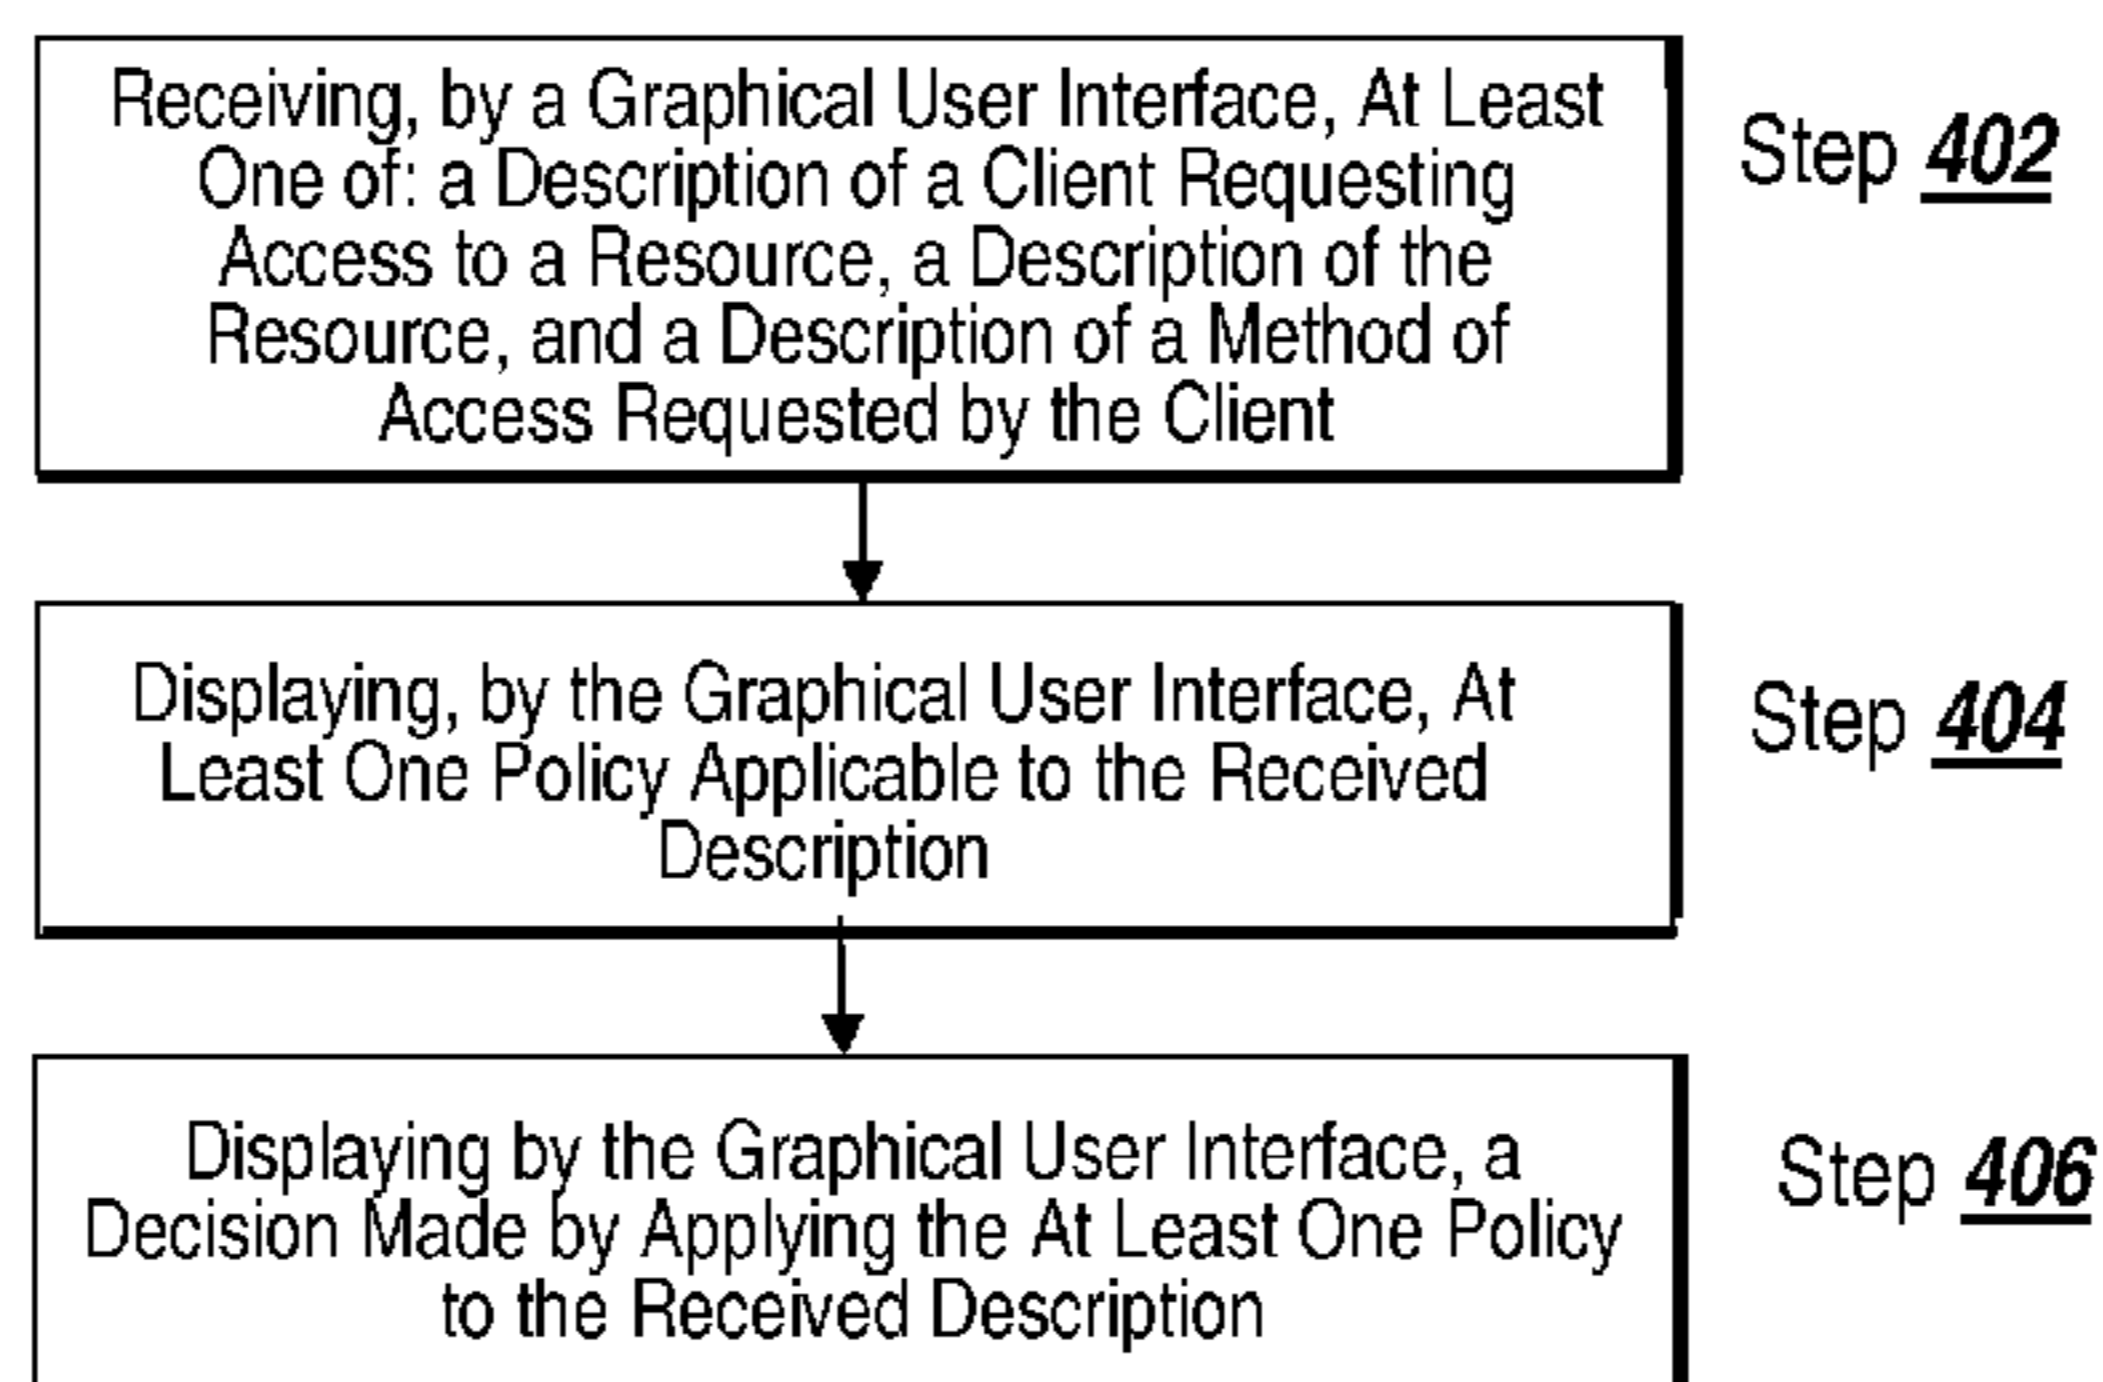 Receiving, by a Graphical User Interface, At Least
One of: a Description of a Client Requesting
Access to a Resource, a Description of the
Resource, and a Description of a Method of
Access Requested by the Client
Step 402
Displaying, by the Graphical User Interface, At
Least One Policy Applicable to the Received
Description
Step 404
Displaying by the Graphical User Interface, a
Decision Made by Applying the At Least One Policy
to the Received Description
Step 406